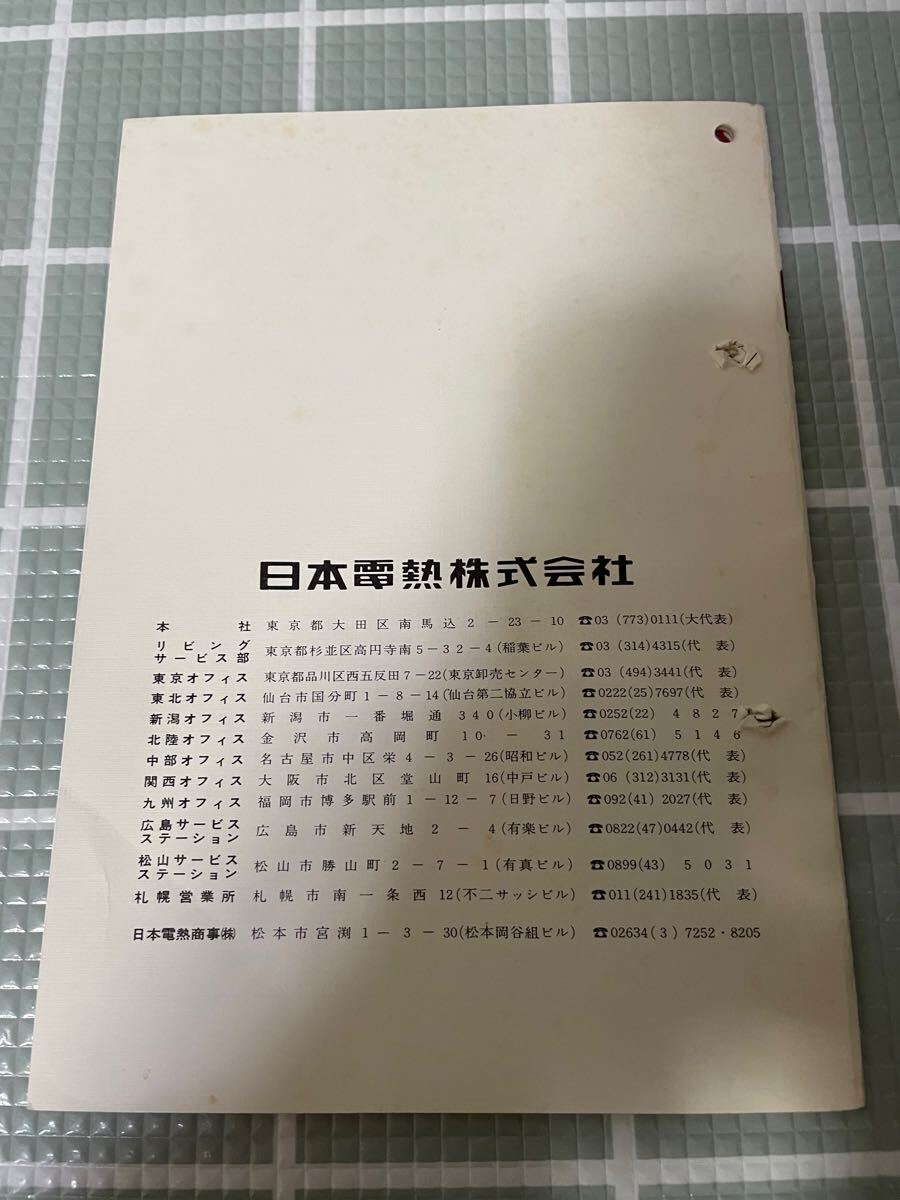 日本電熱株式会社
本社 東京都大田区南馬込2-23-10 ☎03(773)0111(大代表)
リビングサービス部 東京都杉並区高円寺南5-32-4(稲葉ビル) ☎03(314)4315(代表)
東京オフィス 東京都品川区西五反田7-22(東京卸売センター) ☎03(494)3441(代表)
東北オフィス 仙台市国分町1-8-14(仙台第二協立ビル) ☎0222(25)7697(代表)
新潟オフィス 新潟市一番堀通340(小柳ビル) ☎0252(22)4827
北陸オフィス 金沢市高岡町10-31 ☎0762(61)5146
中部オフィス 名古屋市中区栄4-3-26(昭和ビル) ☎052(261)4778(代表)
関西オフィス 大阪市北区堂山町16(中戸ビル) ☎06(312)3131(代表)
九州オフィス 福岡市博多駅前1-12-7(日野ビル) ☎092(41)2027(代表)
広島サービスステーション 広島市新天地2-4(有楽ビル) ☎0822(47)0442(代表)
松山サービスステーション 松山市勝山町2-7-1(有真ビル) ☎0899(43)5031
札幌営業所 札幌市南一条西12(不二サッシビル) ☎011(241)1835(代表)
日本電熱商事㈱ 松本市宮渕1-3-30(松本岡谷組ビル) ☎02634(3)7252・8205